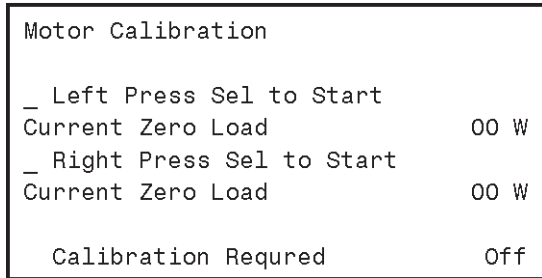 Motor Calibration
_ Left Press Sel to Start
Current Zero Load 00 W
_ Right Press Sel to Start
Current Zero Load 00 W
Calibration Requred Off